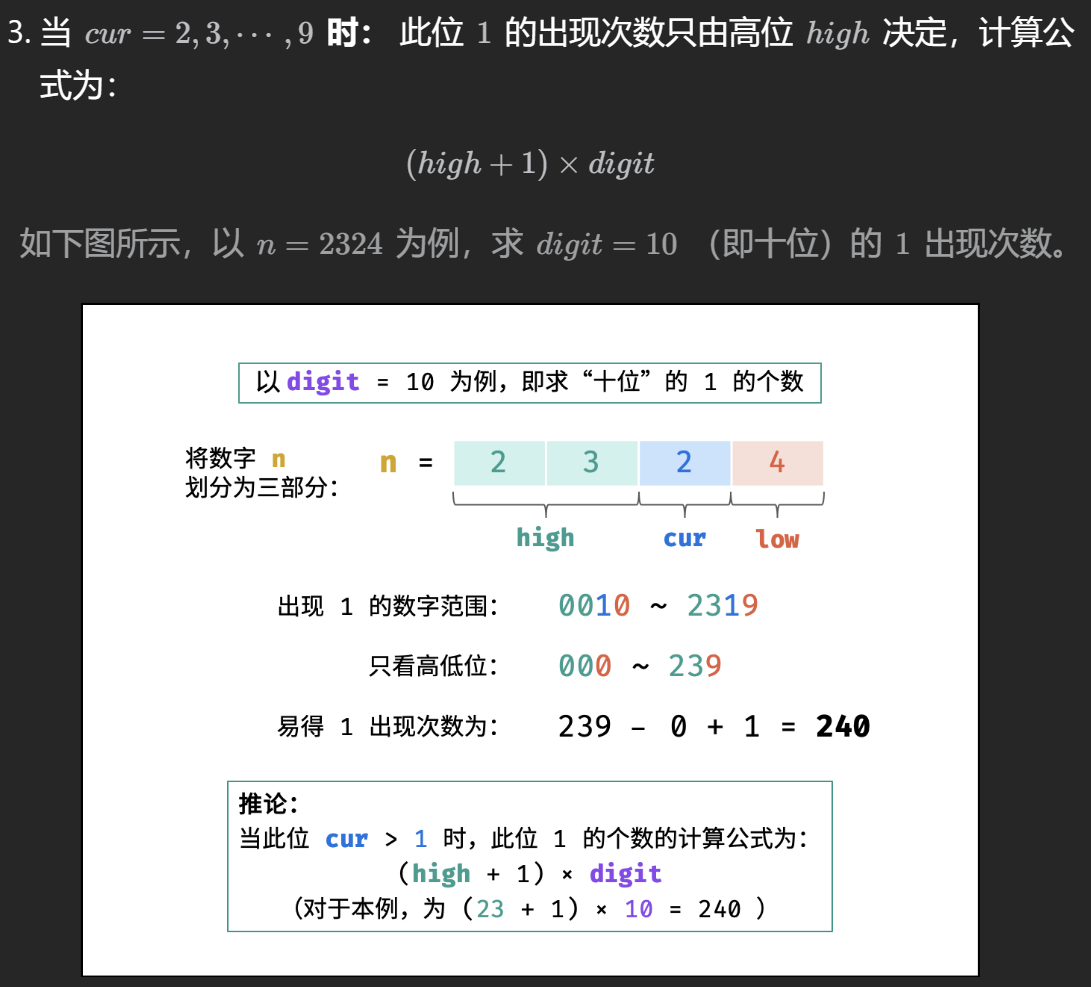 3. 当 cur = 2, 3, ⋯, 9 时： 此位 1 的出现次数只由高位 high 决定，计算公
式为：
(high + 1) × digit
如下图所示，以 n = 2324 为例，求 digit = 10 （即十位）的 1 出现次数。
以 digit = 10 为例，即求“十位”的 1 的个数
将数字 n
划分为三部分：
n = 2 3 2 4
high cur low
出现 1 的数字范围： 0010 ~ 2319
只看高低位： 000 ~ 239
易得 1 出现次数为： 239 - 0 + 1 = 240
推论：
当此位 cur > 1 时，此位 1 的个数的计算公式为：
(high + 1) × digit
（对于本例，为 (23 + 1) × 10 = 240 ）